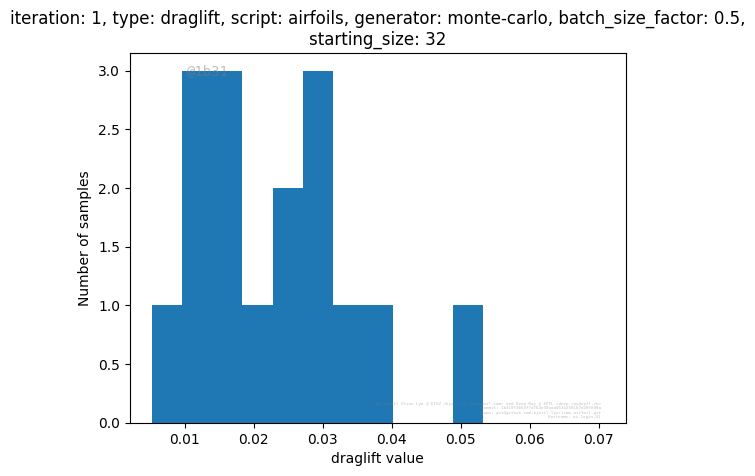 iteration: 1, type: draglift, script: airfoils, generator: monte-carlo, batch_size_factor: 0.5,
starting_size: 32
@1b31
3.0
2.5
2.0
1.5
1.0
0.5
0.0
Number of samples
0.01 0.02 0.03 0.04 0.05 0.06 0.07
draglift value